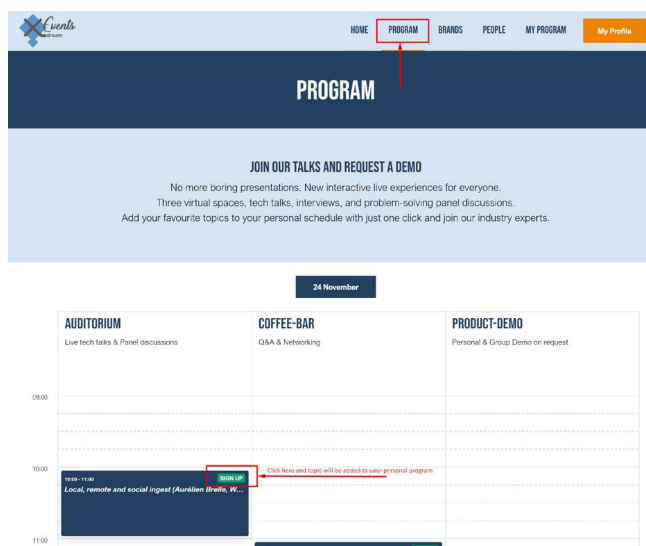 Events
dream
HOME PROGRAM BRANDS PEOPLE MY PROGRAM My Profile
PROGRAM
JOIN OUR TALKS AND REQUEST A DEMO
No more boring presentations. New interactive live experiences for everyone.
Three virtual spaces, tech talks, interviews, and problem-solving panel discussions.
Add your favourite topics to your personal schedule with just one click and join our industry experts.
24 November
AUDITORIUM COFFEE-BAR PRODUCT-DEMO
Live tech talks & Panel discussions Q&A & Networking Personal & Group Demo on request
09:00
10:00
10:00 - 11:00 SIGN UP Click here and topic will be added to your personal program
Local, remote and social ingest (Aurélien Brelle, W...
11:00